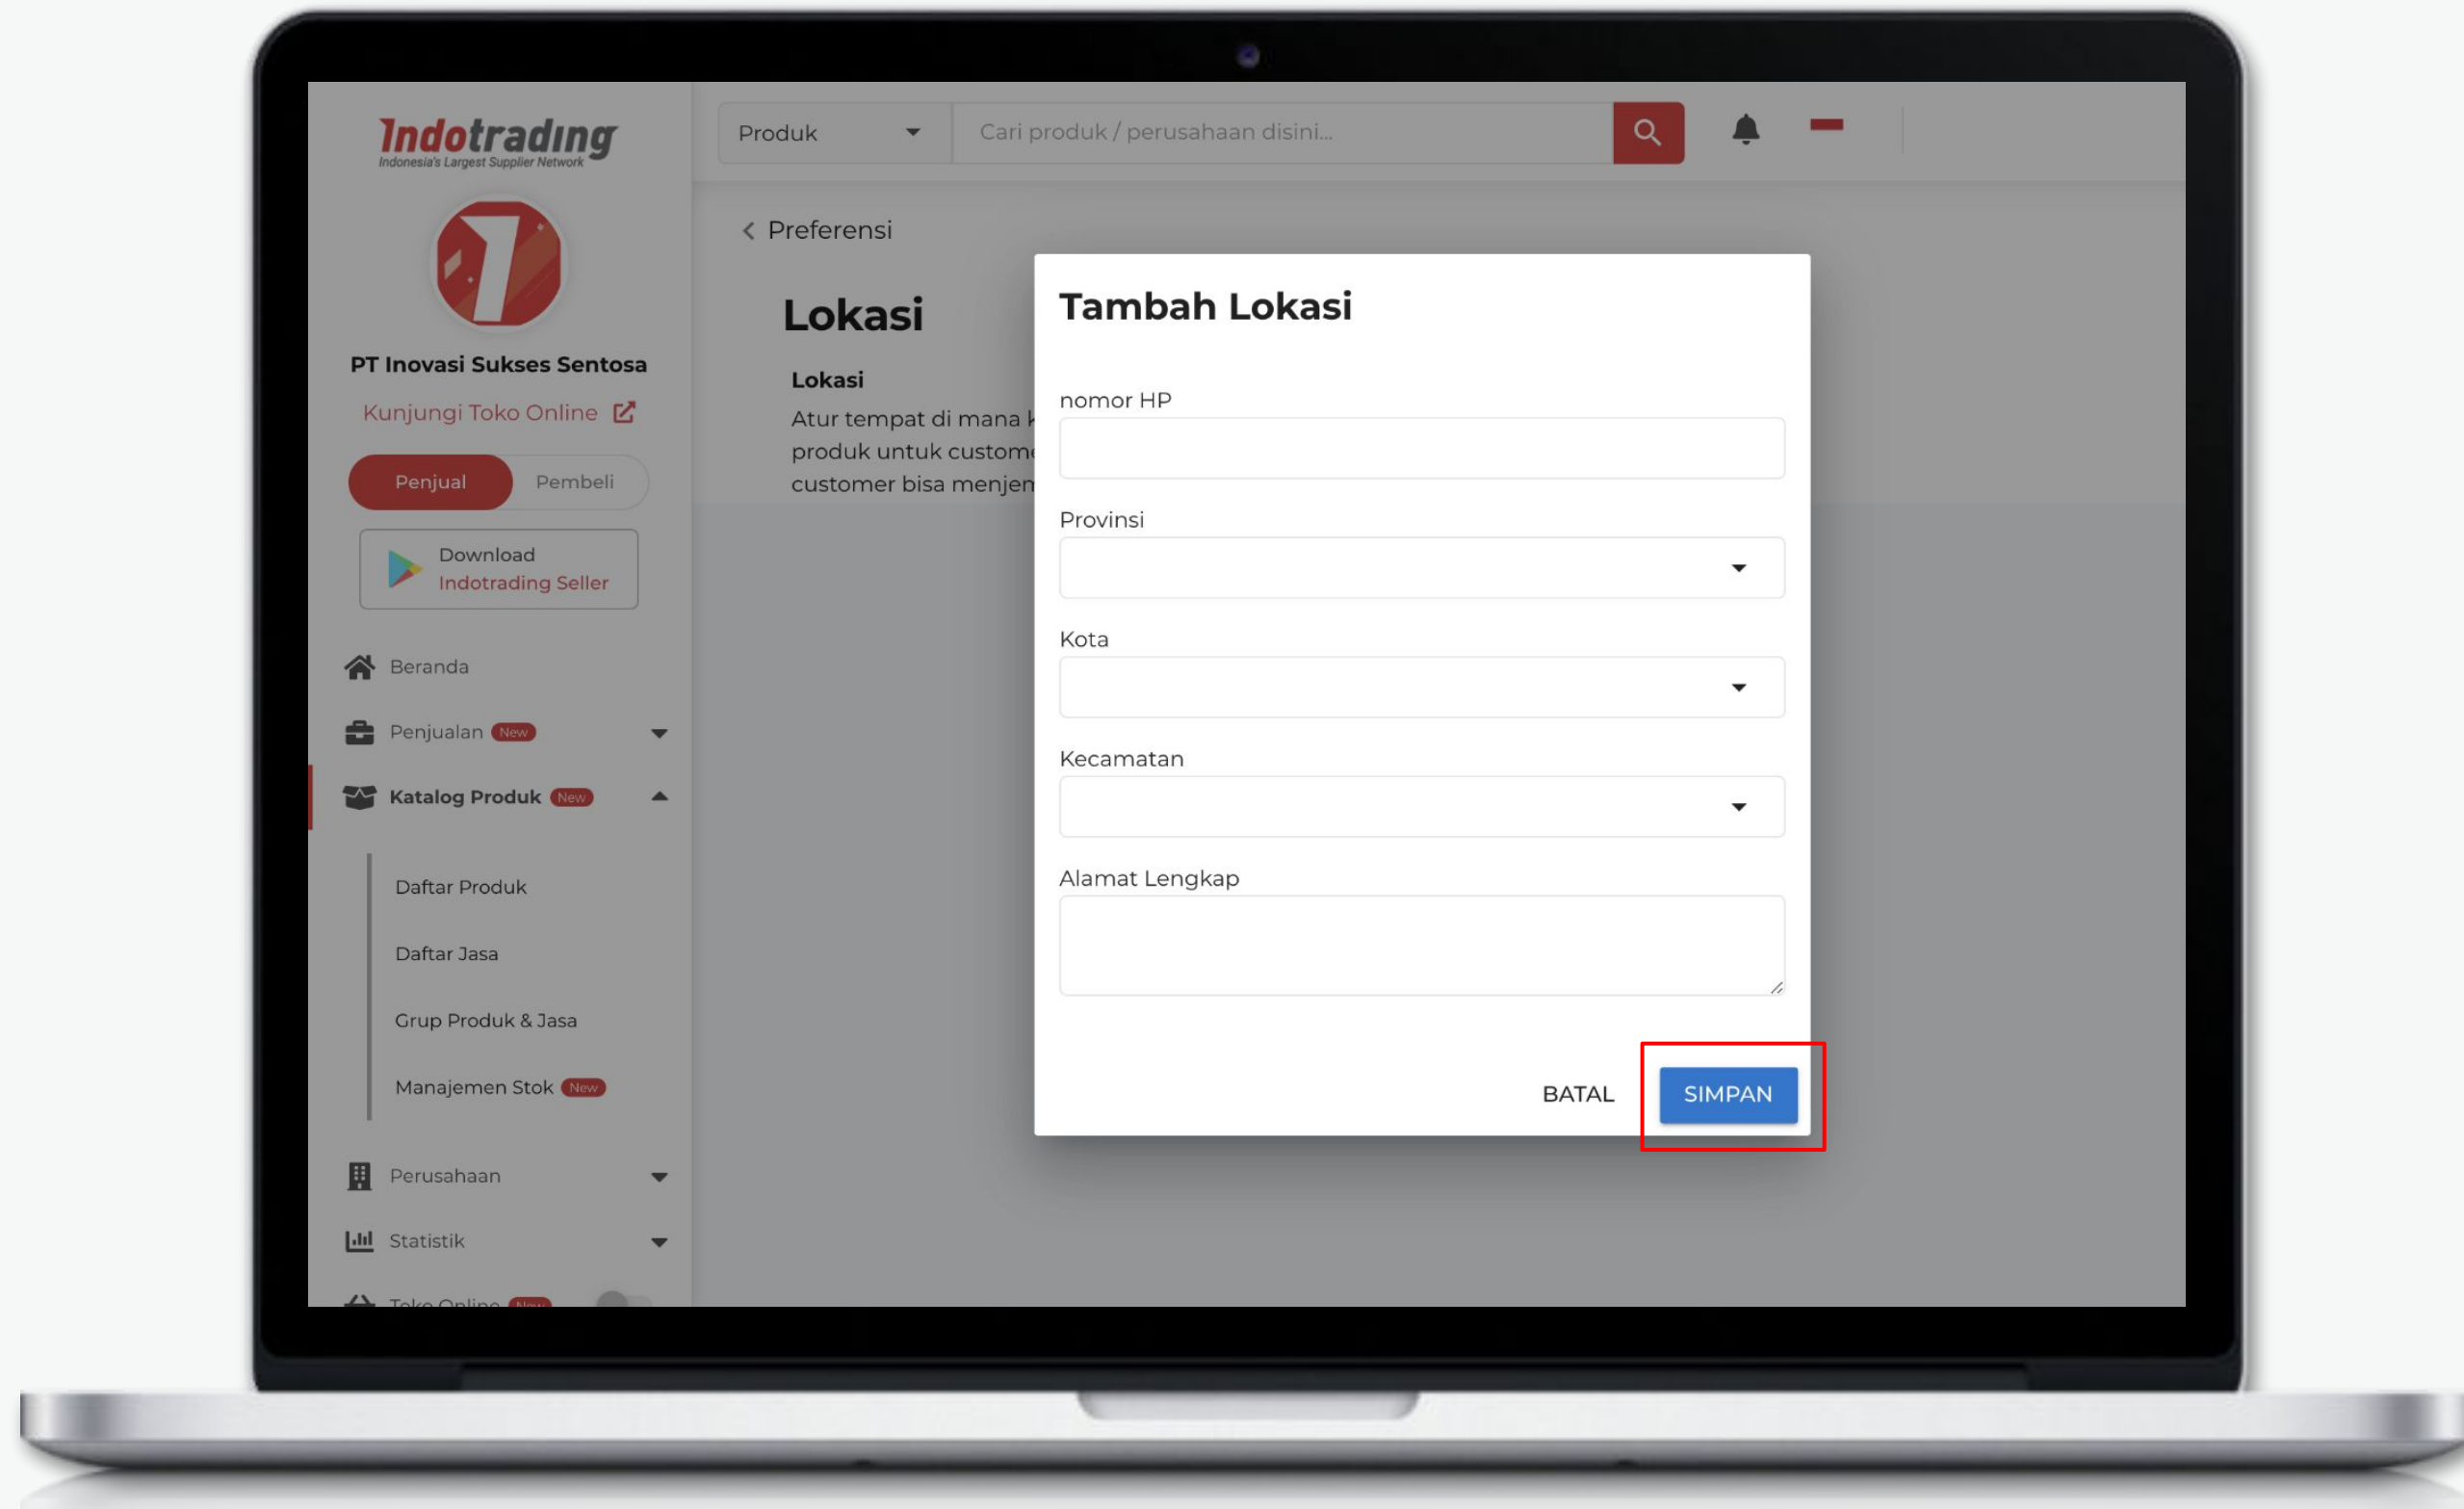 Indotrading
Indonesia's Largest Supplier Network
PT Inovasi Sukses Sentosa
Kunjungi Toko Online
Penjual Pembeli
Download
Indotrading Seller
Beranda
Penjualan New
Katalog Produk New
Daftar Produk
Daftar Jasa
Grup Produk & Jasa
Manajemen Stok New
Perusahaan
Statistik
Toko Online New
Produk Cari produk / perusahaan disini...
< Preferensi
Lokasi
Lokasi
Atur tempat di mana
produk untuk
customer bisa
Tambah Lokasi
nomor HP
Provinsi
Kota
Kecamatan
Alamat Lengkap
BATAL SIMPAN